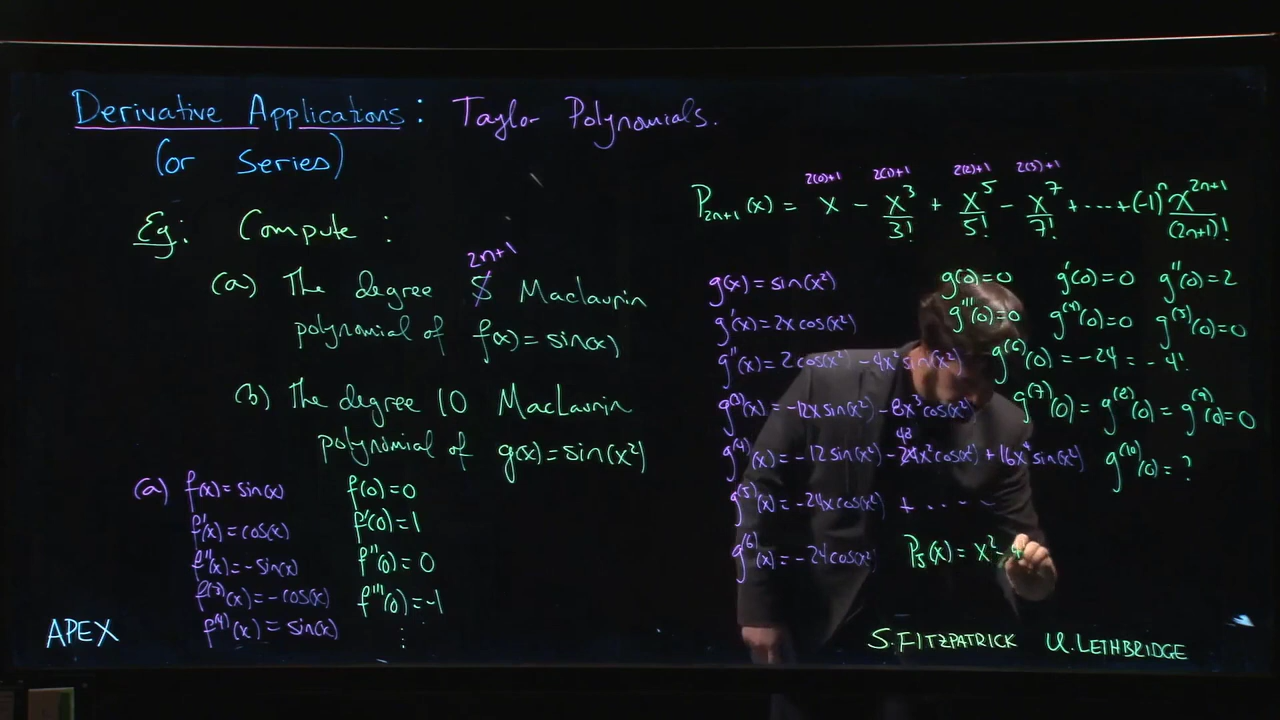 Derivative Applications: Taylor Polynomials.
(or Series)
Eg: Compute:
2n+1
(a) The degree 5 Maclaurin
polynomial of f(x) = sin(x)
(b) The degree 10 MacLaurin
polynomial of g(x) = sin(x²)
(a) f(x) = sin(x) f(0) = 0
f'(x) = cos(x) f'(0) = 1
f''(x) = -sin(x) f''(0) = 0
f⁽³⁾(x) = -cos(x) f'''(0) = -1
f⁽⁴⁾(x) = sin(x) ⋮
APEX
2(0)+1 2(1)+1 2(2)+1 2(3)+1
P₂ₙ₊₁(x) = x - x³/3! + x⁵/5! - x⁷/7! + ··· + (-1)ⁿ x²ⁿ⁺¹/(2n+1)!
g(x) = sin(x²) g(0) = 0 g'(0) = 0 g''(0) = 2
g'(x) = 2x cos(x²) g'''(0) = 0 g⁽⁴⁾(0) = 0 g⁽⁵⁾(0) = 0
g''(x) = 2cos(x²) - 4x² sin(x²) g⁽⁶⁾(0) = -24 = -4!
g⁽³⁾(x) = -12x sin(x²) - 8x³ cos(x²) g⁽⁷⁾(0) = g⁽⁸⁾(0) = g⁽⁹⁾(0) = 0
48
g⁽⁴⁾(x) = -12 sin(x²) - 24x² cos(x²) + 16x⁴ sin(x²) g⁽¹⁰⁾(0) = ?
g⁽⁵⁾(x) = -24x cos(x²) + ····
g⁽⁶⁾(x) = -24cos(x²) P₅(x) = x² -
S. FITZPATRICK U. LETHBRIDGE